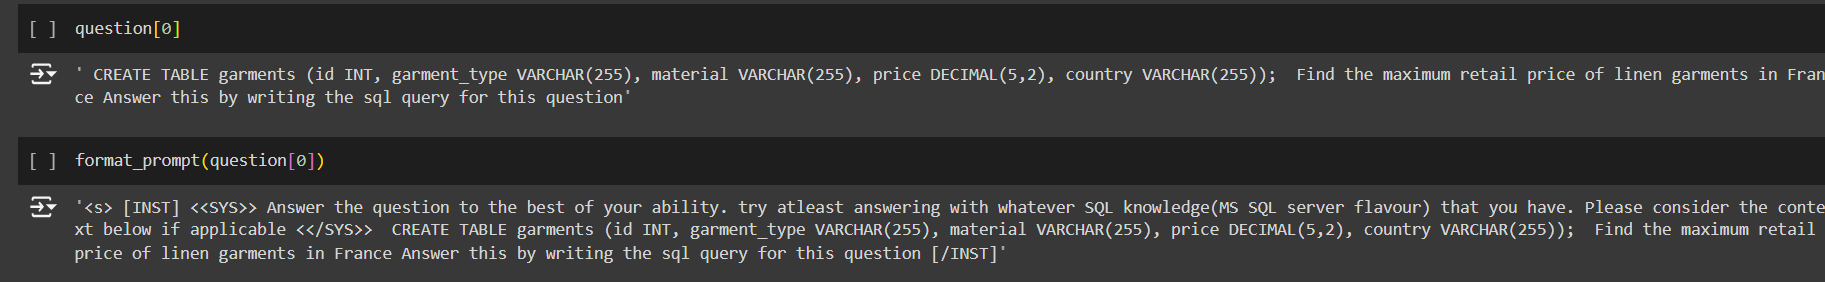 [ ] question[0]
' CREATE TABLE garments (id INT, garment_type VARCHAR(255), material VARCHAR(255), price DECIMAL(5,2), country VARCHAR(255));  Find the maximum retail price of linen garments in Fran
ce Answer this by writing the sql query for this question'
[ ] format_prompt(question[0])
'<s> [INST] <<SYS>> Answer the question to the best of your ability. try atleast answering with whatever SQL knowledge(MS SQL server flavour) that you have. Please consider the conte
xt below if applicable <</SYS>>  CREATE TABLE garments (id INT, garment_type VARCHAR(255), material VARCHAR(255), price DECIMAL(5,2), country VARCHAR(255));  Find the maximum retail
price of linen garments in France Answer this by writing the sql query for this question [/INST]'